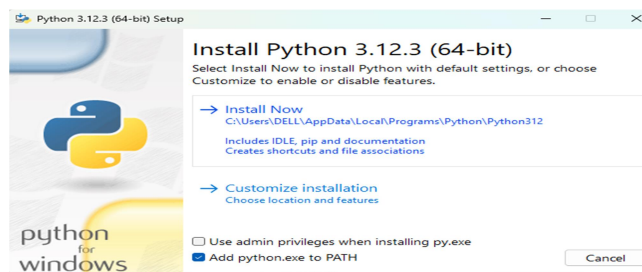 Python 3.12.3 (64-bit) Setup
Install Python 3.12.3 (64-bit)
Select Install Now to install Python with default settings, or choose
Customize to enable or disable features.
Install Now
C:\Users\DELL\AppData\Local\Programs\Python\Python312
Includes IDLE, pip and documentation
Creates shortcuts and file associations
Customize installation
Choose location and features
python
for
windows
Use admin privileges when installing py.exe
Add python.exe to PATH
Cancel